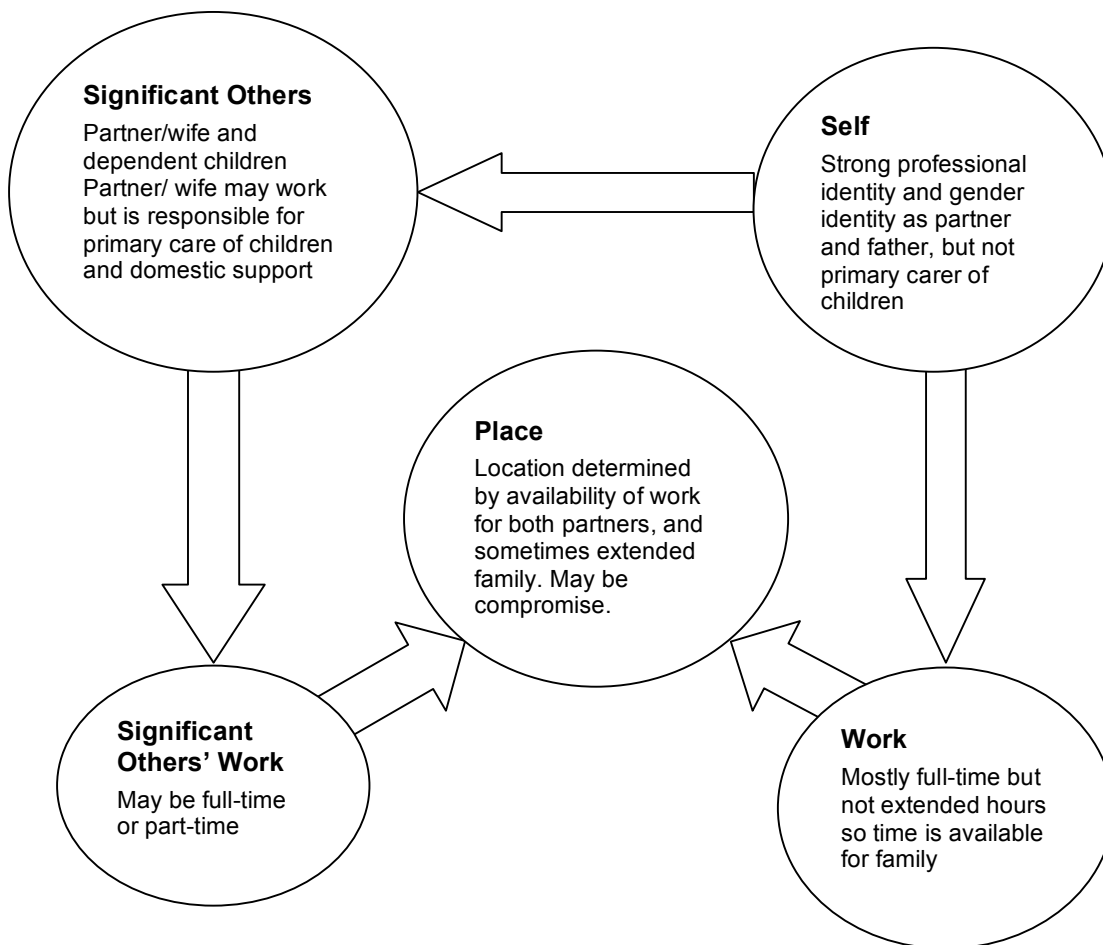 Significant Others
Partner/wife and
dependent children
Partner/ wife may work
but is responsible for
primary care of children
and domestic support
Self
Strong professional
identity and gender
identity as partner
and father, but not
primary carer of
children
Place
Location determined
by availability of work
for both partners, and
sometimes extended
family. May be
compromise.
Significant
Others’ Work
May be full-time
or part-time
Work
Mostly full-time but
not extended hours
so time is available
for family